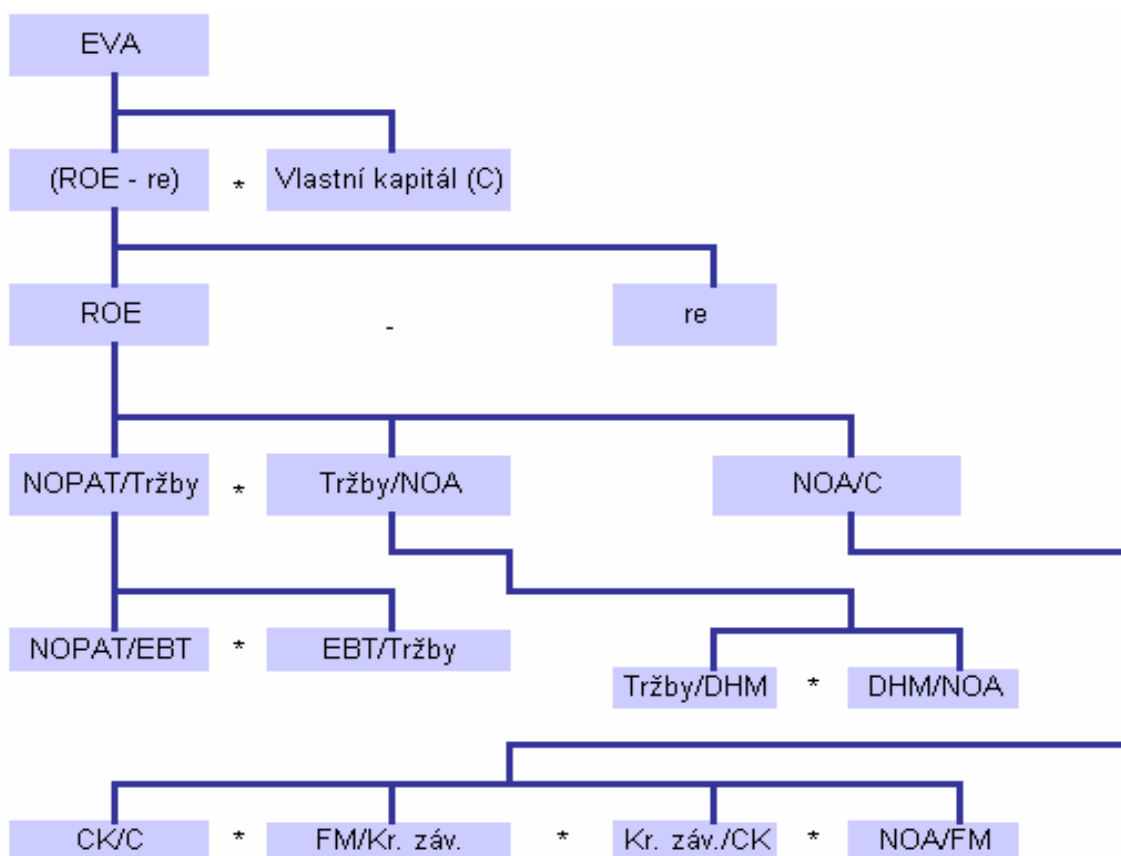 EVA
(ROE - re) * Vlastní kapitál (C)
ROE - re
NOPAT/Tržby * Tržby/NOA NOA/C
NOPAT/EBT * EBT/Tržby
Tržby/DHM * DHM/NOA
CK/C * FM/Kr. záv. * Kr. záv./CK * NOA/FM